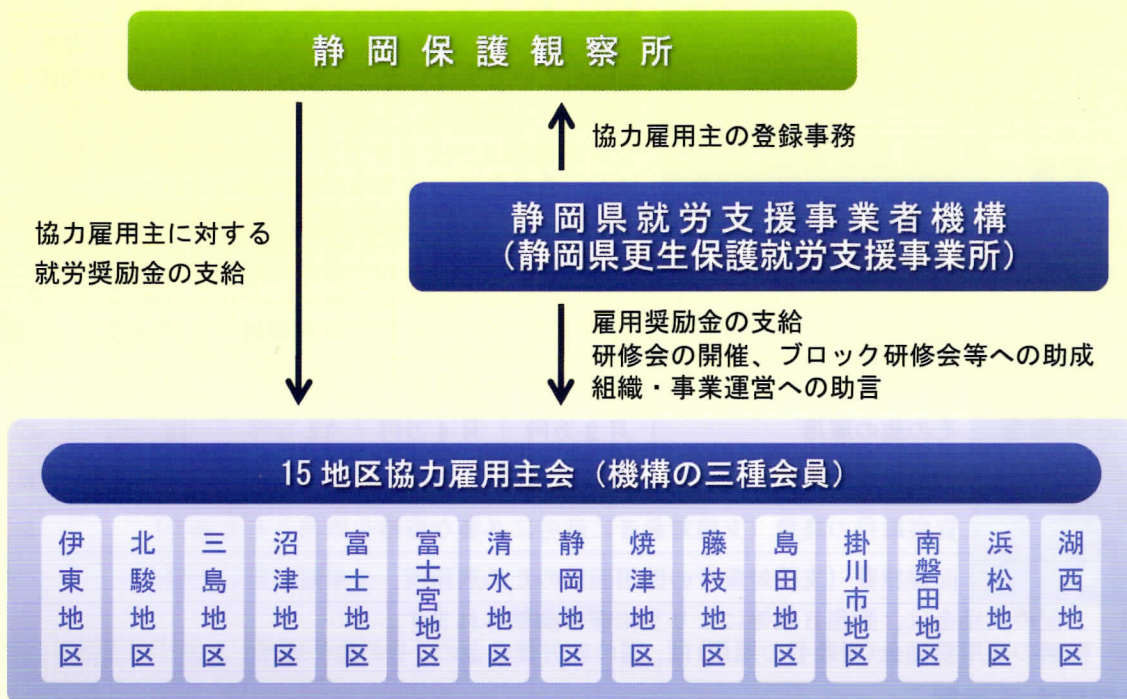 静岡保護観察所
協力雇用主の登録事務
静岡県就労支援事業者機構
（静岡県更生保護就労支援事業所）
協力雇用主に対する
就労奨励金の支給
雇用奨励金の支給
研修会の開催、ブロック研修会等への助成
組織・事業運営への助言
15地区協力雇用主会（機構の三種会員）
伊東地区
北駿地区
三島地区
沼津地区
富士地区
富士宮地区
清水地区
静岡地区
焼津地区
藤枝地区
島田地区
掛川市地区
南磐田地区
浜松地区
湖西地区